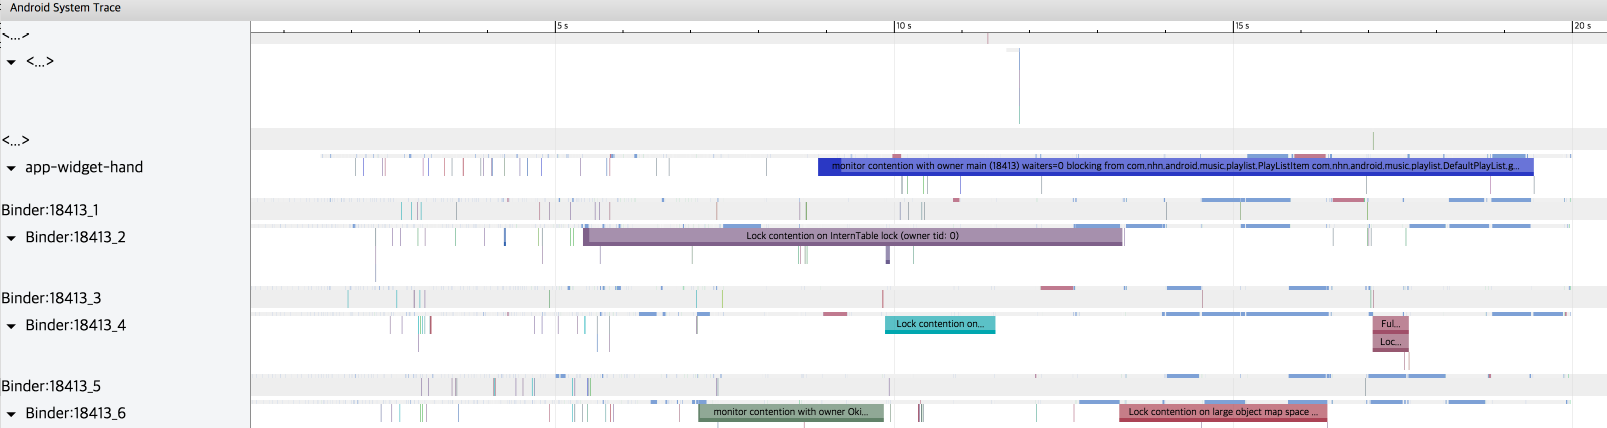 Android System Trace
5 s 10 s 15 s 20 s
<...>
<...>
<...>
app-widget-hand
monitor contention with owner main (18413) waiters=0 blocking from com.nhn.android.music.playlist.PlayListItem com.nhn.android.music.playlist.DefaultPlayList.g...
Binder:18413_1
Binder:18413_2
Lock contention on InternTable lock (owner tid: 0)
Binder:18413_3
Binder:18413_4
Lock contention on...
Ful...
Loc...
Binder:18413_5
Binder:18413_6
monitor contention with owner Oki...
Lock contention on large object map space ...